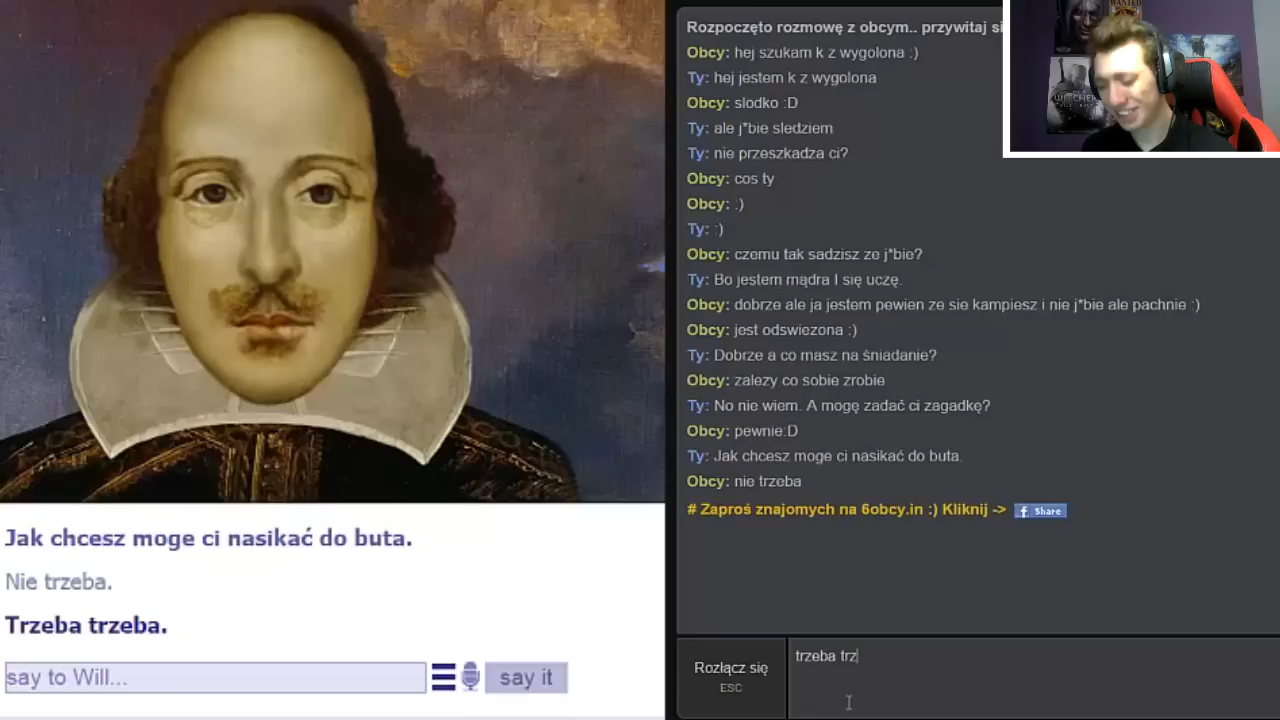 Rozpoczęto rozmowę z obcym.. przywitaj si
Obcy: hej szukam k z wygolona :)
Ty: hej jestem k z wygolona
Obcy: slodko :D
Ty: ale j*bie sledziem
Ty: nie przeszkadza ci?
Obcy: cos ty
Obcy: :)
Ty: :)
Obcy: czemu tak sadzisz ze j*bie?
Ty: Bo jestem mądra I się uczę.
Obcy: dobrze ale ja jestem pewien ze sie kampiesz i nie j*bie ale pachnie :)
Obcy: jest odswiezona :)
Ty: Dobrze a co masz na śniadanie?
Obcy: zalezy co sobie zrobie
Ty: No nie wiem. A mogę zadać ci zagadkę?
Obcy: pewnie:D
Ty: Jak chcesz moge ci nasikać do buta.
Obcy: nie trzeba
# Zaproś znajomych na 6obcy.in :) Kliknij -> f Share
Jak chcesz moge ci nasikać do buta.
Nie trzeba.
Trzeba trzeba.
say to Will...
say it
Rozłącz się
ESC
trzeba trz
WANTED
WITCHER